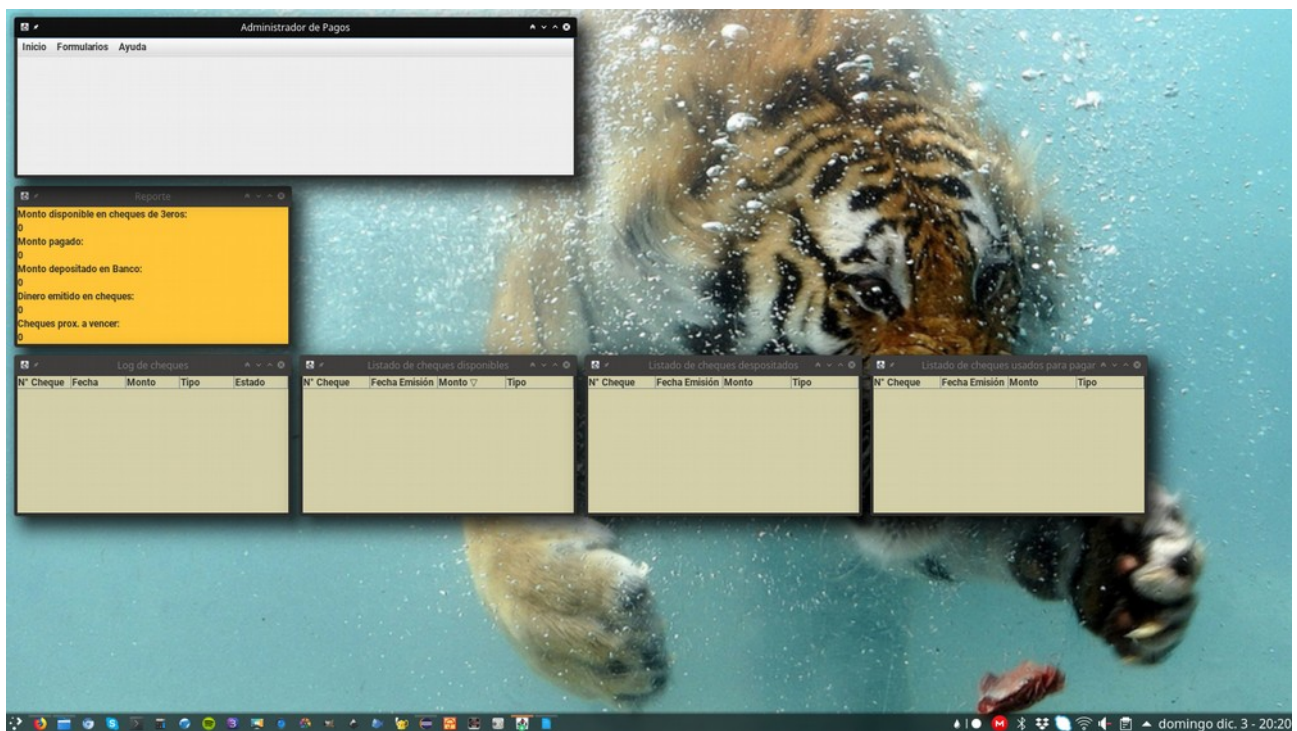 Administrador de Pagos
Inicio Formularios Ayuda
Reporte
Monto disponible en cheques de 3eros:
0
Monto pagado:
0
Monto depositado en Banco:
0
Dinero emitido en cheques:
0
Cheques prox. a vencer:
0
Log de cheques
N° Cheque Fecha Monto Tipo Estado
Listado de cheques disponibles
N° Cheque Fecha Emisión Monto ▽ Tipo
Listado de cheques despositados
N° Cheque Fecha Emisión Monto Tipo
Listado de cheques usados para pagar
N° Cheque Fecha Emisión Monto Tipo
domingo dic. 3 - 20:20